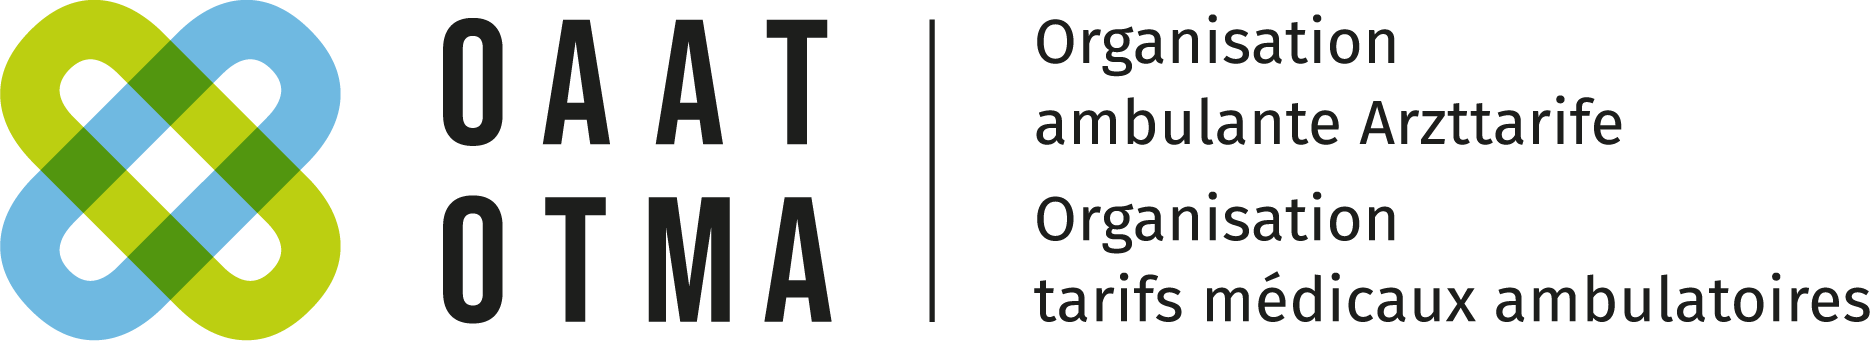 OAAT
OTMA
Organisation
ambulante Arzttarife
Organisation
tarifs médicaux ambulatoires